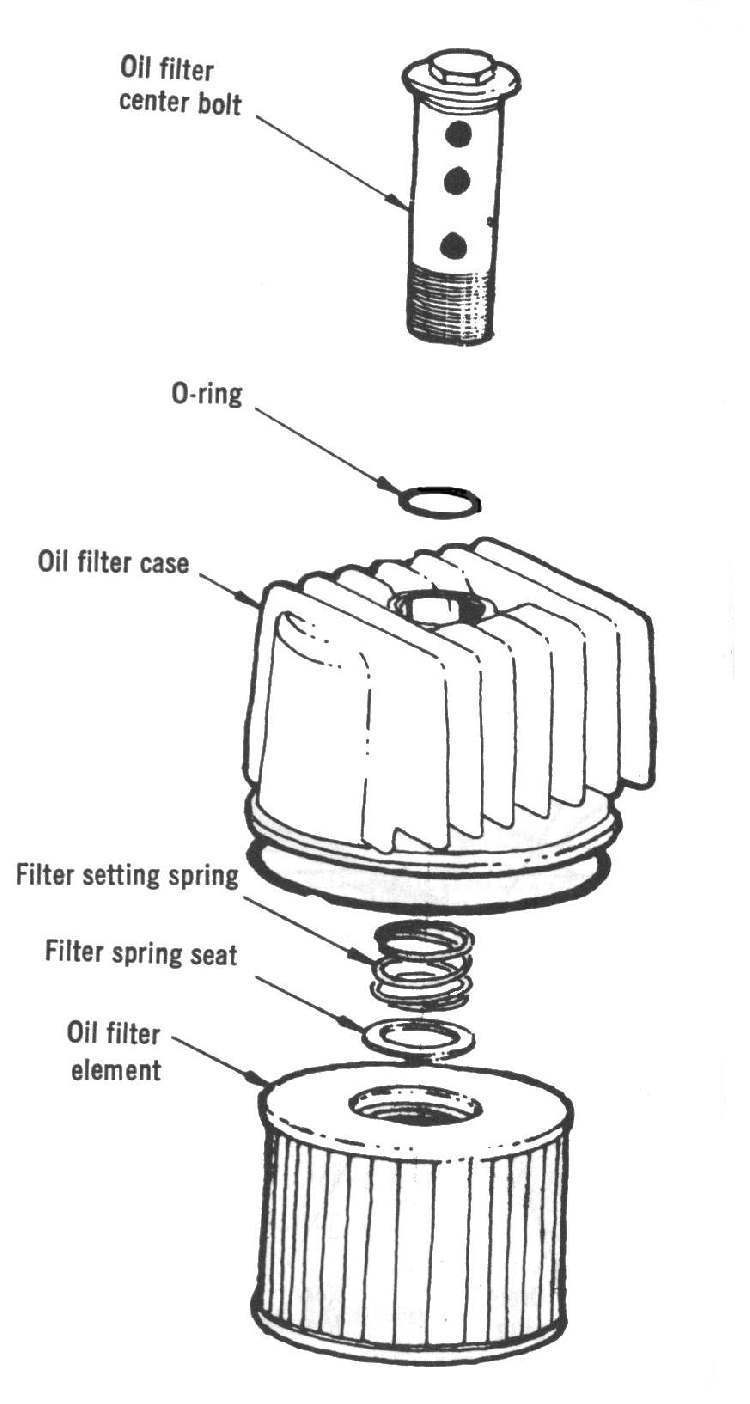 Oil filter
center bolt
O-ring
Oil filter case
Filter setting spring
Filter spring seat
Oil filter
element